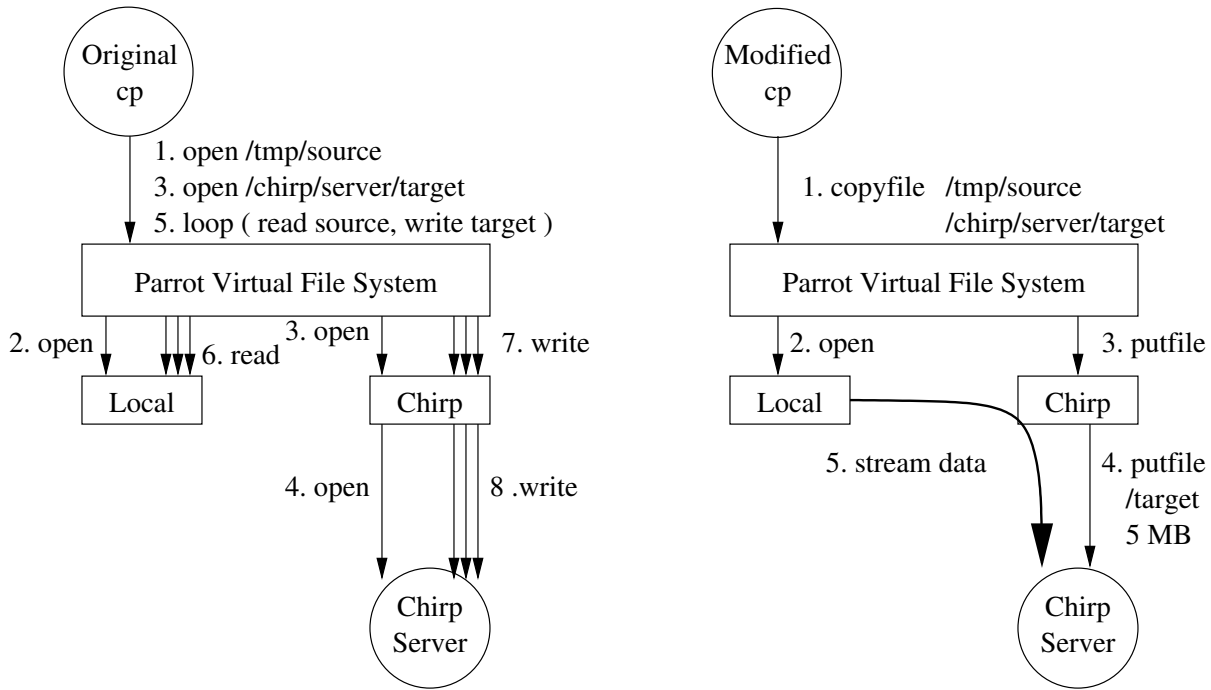 Original
cp
1. open /tmp/source
3. open /chirp/server/target
5. loop ( read source, write target )
Parrot Virtual File System
2. open
6. read
3. open
7. write
Local
Chirp
4. open
8 .write
Chirp
Server
Modified
cp
1. copyfile /tmp/source
/chirp/server/target
Parrot Virtual File System
2. open
3. putfile
Local
Chirp
5. stream data
4. putfile
/target
5 MB
Chirp
Server